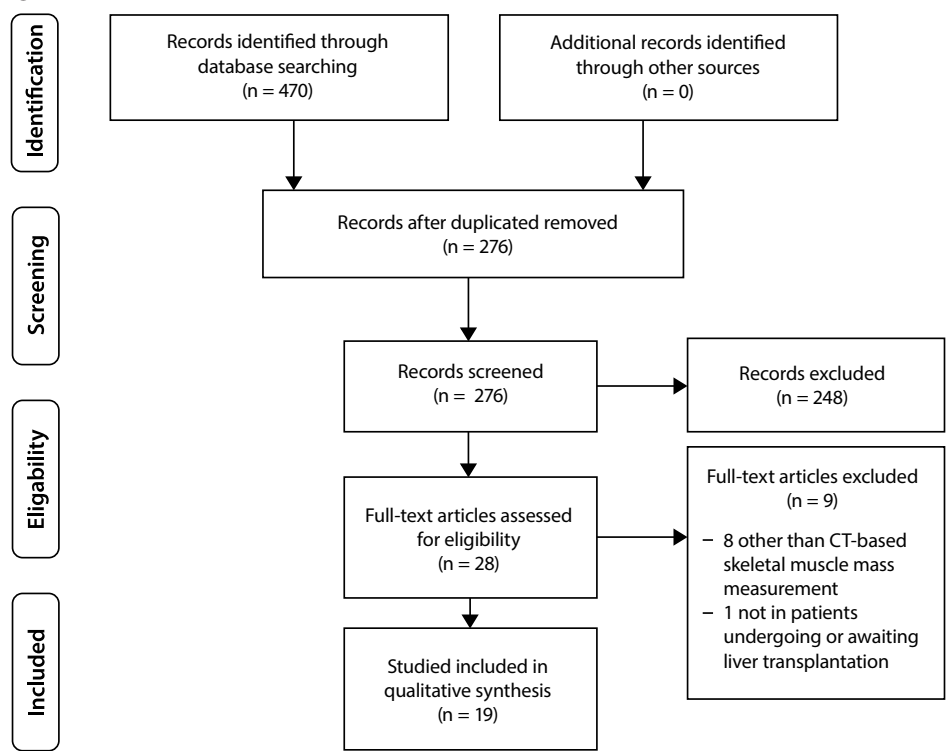 Identification
Records identified through
database searching
(n = 470)
Additional records identified
through other sources
(n = 0)
Screening
Records after duplicated removed
(n = 276)
Records screened
(n = 276)
Records excluded
(n = 248)
Eligability
Full-text articles assessed
for eligibility
(n = 28)
Full-text articles excluded
(n = 9)
– 8 other than CT-based
skeletal muscle mass
measurement
– 1 not in patients
undergoing or awaiting
liver transplantation
Included
Studied included in
qualitative synthesis
(n = 19)